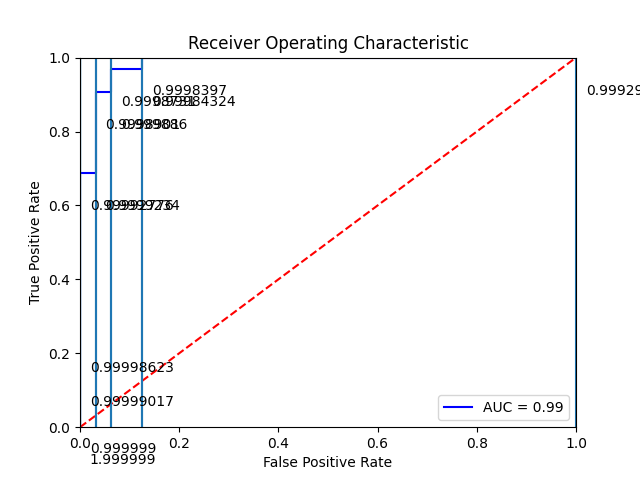 Receiver Operating Characteristic
1.0
0.9998397
0.99984324
0.99929
0.8
True Positive Rate
0.6
0.4
0.99998623
0.2
0.99999017
AUC = 0.99
0.0
0.0 0.2 0.4 0.6 0.8 1.0
0.999999
1.999999
False Positive Rate